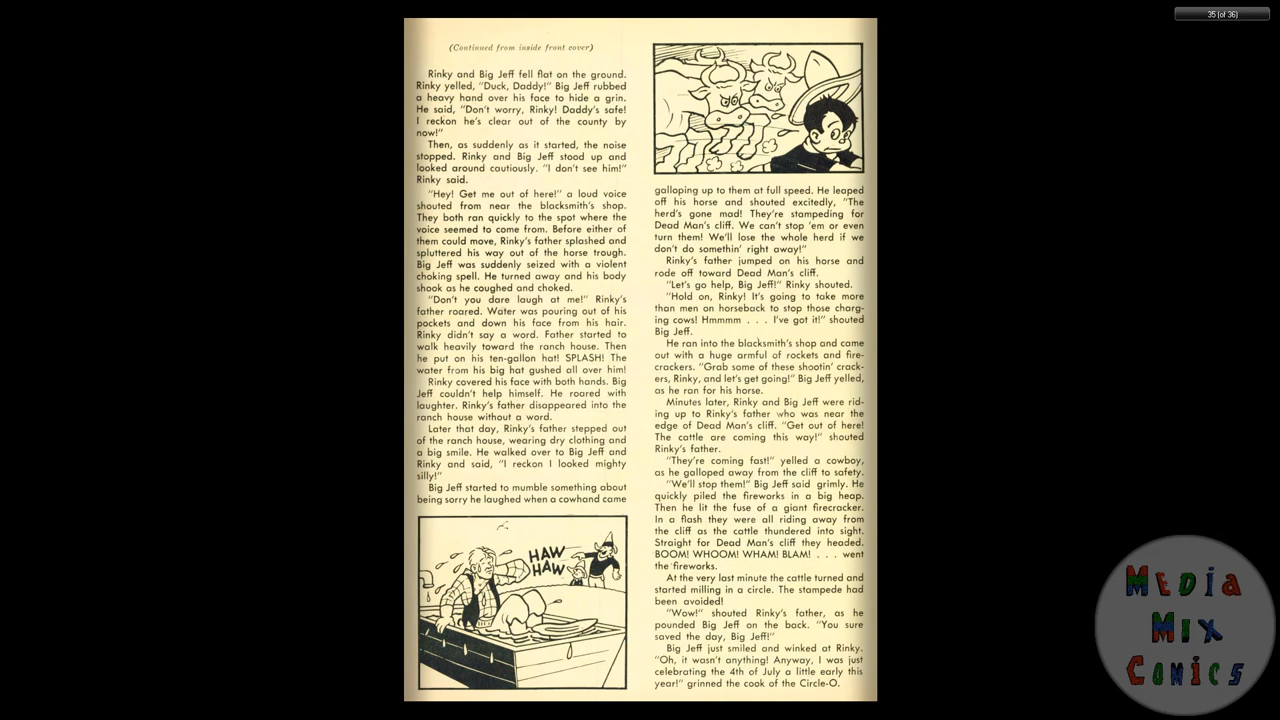 35 (of 36)
(Continued from inside front cover)
Rinky and Big Jeff fell flat on the ground.
Rinky yelled, "Duck, Daddy!" Big Jeff rubbed
a heavy hand over his face to hide a grin.
He said, "Don't worry, Rinky! Daddy's safe!
I reckon he's clear out of the county by
now!"
Then, as suddenly as it started, the noise
stopped. Rinky and Big Jeff stood up and
looked around cautiously. "I don't see him!"
Rinky said.
"Hey! Get me out of here!" a loud voice
shouted from near the blacksmith's shop.
They both ran quickly to the spot where the
voice seemed to come from. Before either of
them could move, Rinky's father splashed and
spluttered his way out of the horse trough.
Big Jeff was suddenly seized with a violent
choking spell. He turned away and his body
shook as he coughed and choked.
"Don't you dare laugh at me!" Rinky's
father roared. Water was pouring out of his
pockets and down his face from his hair.
Rinky didn't say a word. Father started to
walk heavily toward the ranch house. Then
he put on his ten-gallon hat! SPLASH! The
water from his big hat gushed all over him!
Rinky covered his face with both hands. Big
Jeff couldn't help himself. He roared with
laughter. Rinky's father disappeared into the
ranch house without a word.
Later that day, Rinky's father stepped out
of the ranch house, wearing dry clothing and
a big smile. He walked over to Big Jeff and
Rinky and said, "I reckon I looked mighty
silly!"
Big Jeff started to mumble something about
being sorry he laughed when a cowhand came
HAW
HAW
galloping up to them at full speed. He leaped
off his horse and shouted excitedly, "The
herd's gone mad! They're stampeding for
Dead Man's cliff. We can't stop 'em or even
turn them! We'll lose the whole herd if we
don't do somethin' right away!"
Rinky's father jumped on his horse and
rode off toward Dead Man's cliff.
"Let's go help, Big Jeff!" Rinky shouted.
"Hold on, Rinky! It's going to take more
than men on horseback to stop those charg-
ing cows! Hmmmm . . . I've got it!" shouted
Big Jeff.
He ran into the blacksmith's shop and came
out with a huge armful of rockets and fire-
crackers. "Grab some of these shootin' crack-
ers, Rinky, and let's get going!" Big Jeff yelled,
as he ran for his horse.
Minutes later, Rinky and Big Jeff were rid-
ing up to Rinky's father who was near the
edge of Dead Man's cliff. "Get out of here!
The cattle are coming this way!" shouted
Rinky's father.
"They're coming fast!" yelled a cowboy,
as he galloped away from the cliff to safety.
"We'll stop them!" Big Jeff said grimly. He
quickly piled the fireworks in a big heap.
Then he lit the fuse of a giant firecracker.
In a flash they were all riding away from
the cliff as the cattle thundered into sight.
Straight for Dead Man's cliff they headed.
BOOM! WHOOM! WHAM! BLAM! . . . went
the fireworks.
At the very last minute the cattle turned and
started milling in a circle. The stampede had
been avoided!
"Wow!" shouted Rinky's father, as he
pounded Big Jeff on the back. "You sure
saved the day, Big Jeff!"
Big Jeff just smiled and winked at Rinky.
"Oh, it wasn't anything! Anyway, I was just
celebrating the 4th of July a little early this
year!" grinned the cook of the Circle-O.
MEDiA
MiX
COMiCS